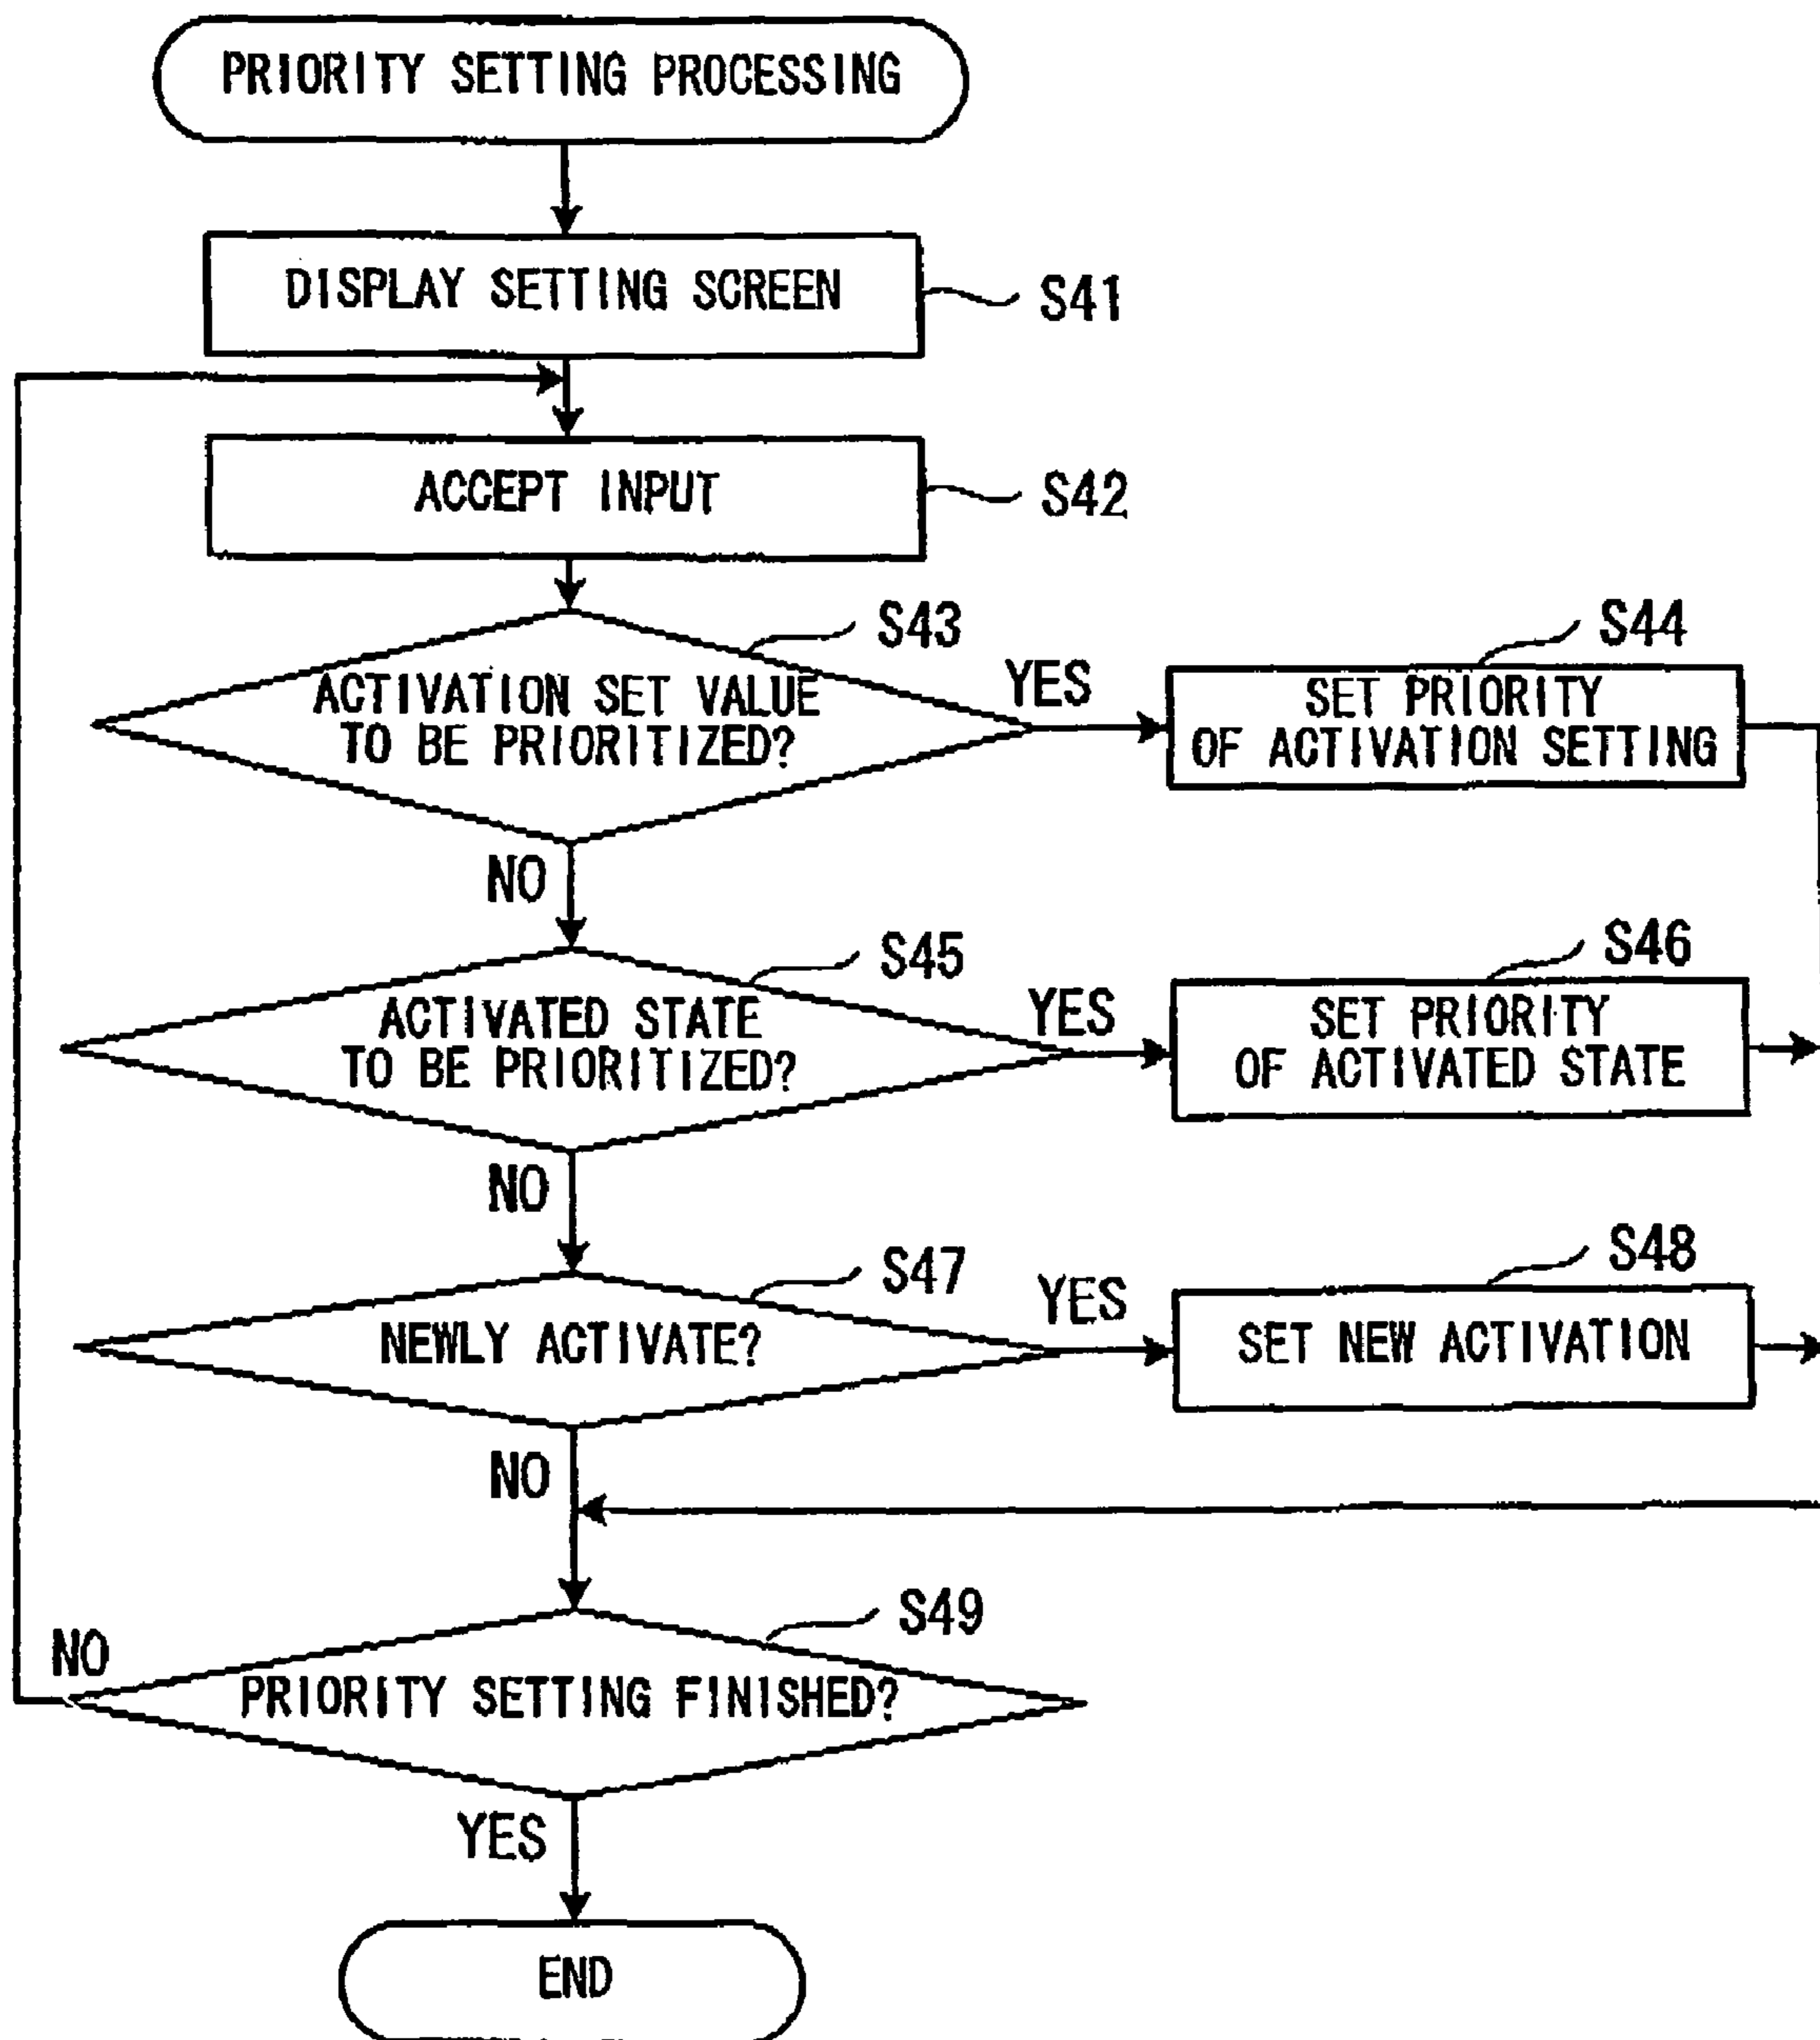 PRIORITY SETTING PROCESSING
DISPLAY SETTING SCREEN
S41
ACCEPT INPUT
S42
S43
ACTIVATION SET VALUE
TO BE PRIORITIZED?
YES
S44
SET PRIORITY
OF ACTIVATION SETTING
NO
S45
ACTIVATED STATE
TO BE PRIORITIZED?
YES
S46
SET PRIORITY
OF ACTIVATED STATE
NO
S47
NEWLY ACTIVATE?
YES
S48
SET NEW ACTIVATION
NO
S49
NO
PRIORITY SETTING FINISHED?
YES
END